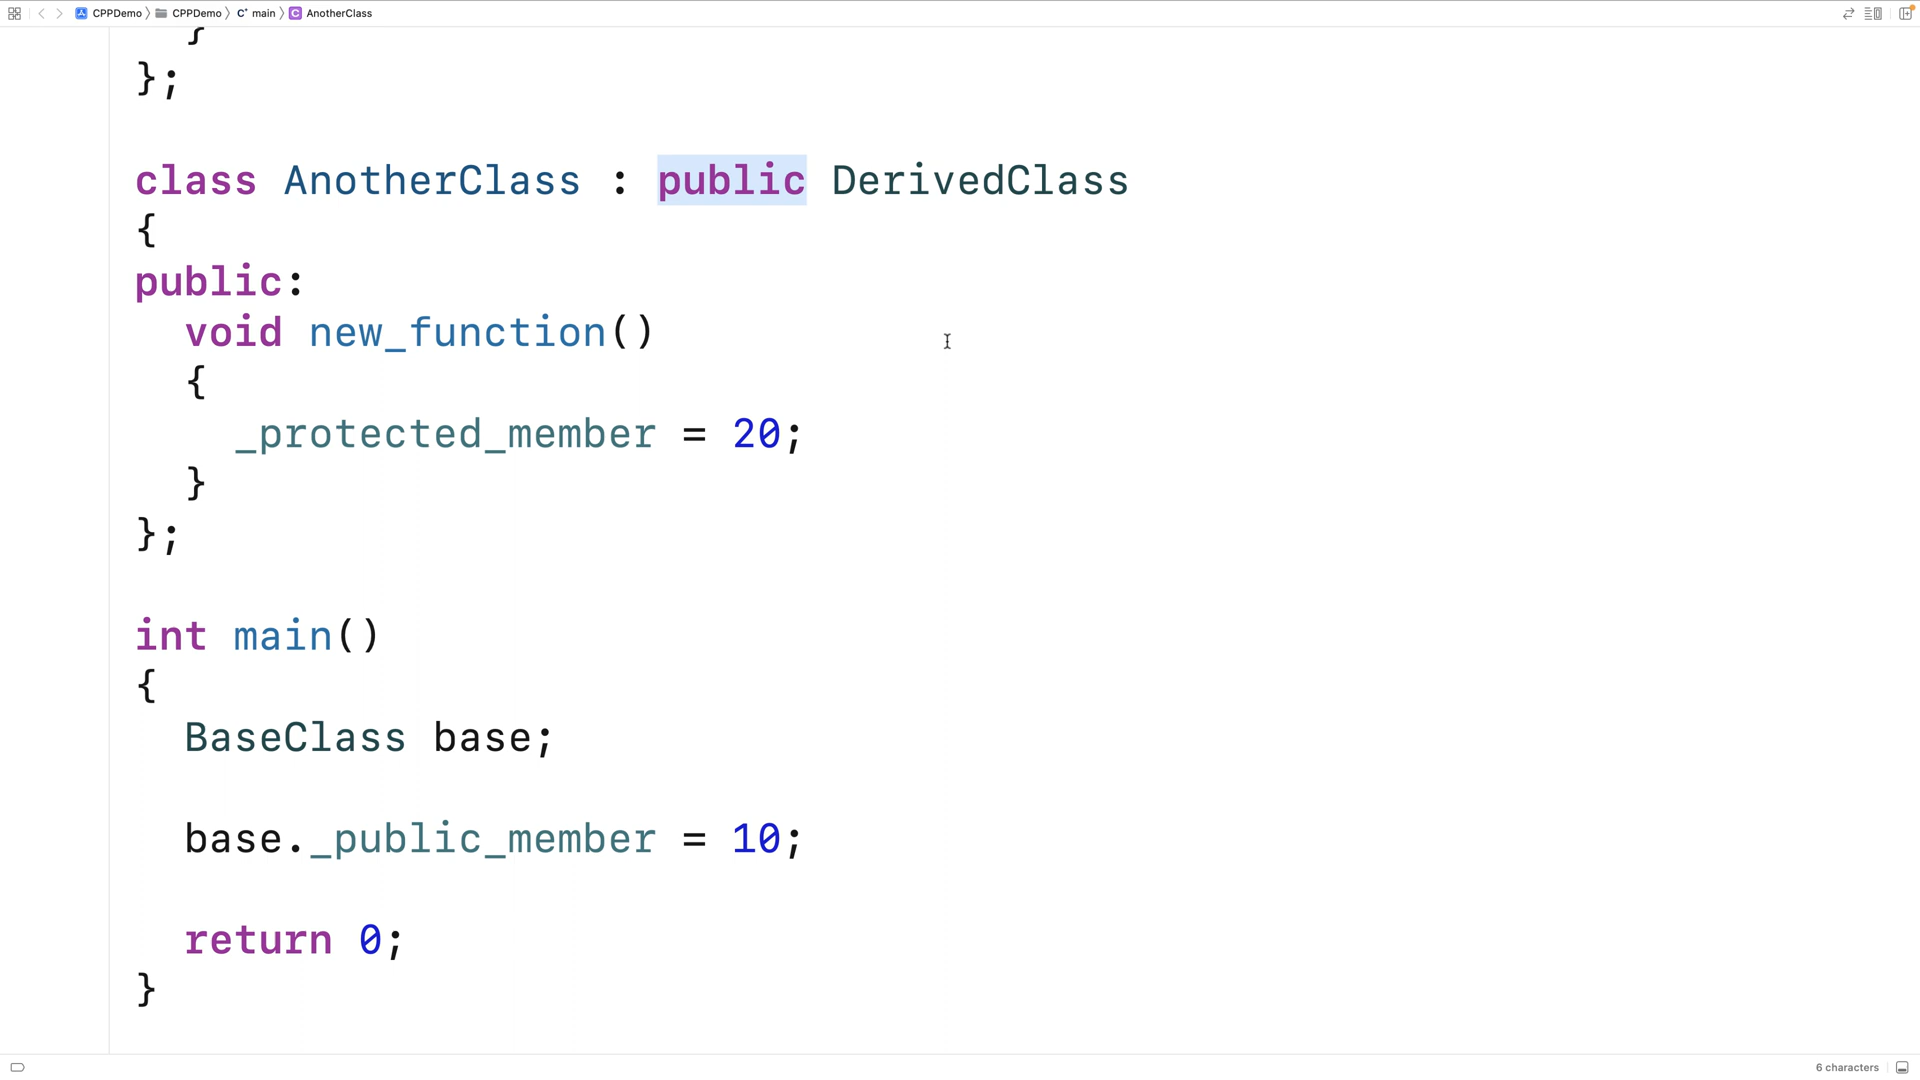 CPPDemo CPPDemo main AnotherClass
}
};
class AnotherClass : public DerivedClass
{
public:
void new_function()
{
_protected_member = 20;
}
};
int main()
{
BaseClass base;
base._public_member = 10;
return 0;
}
6 characters